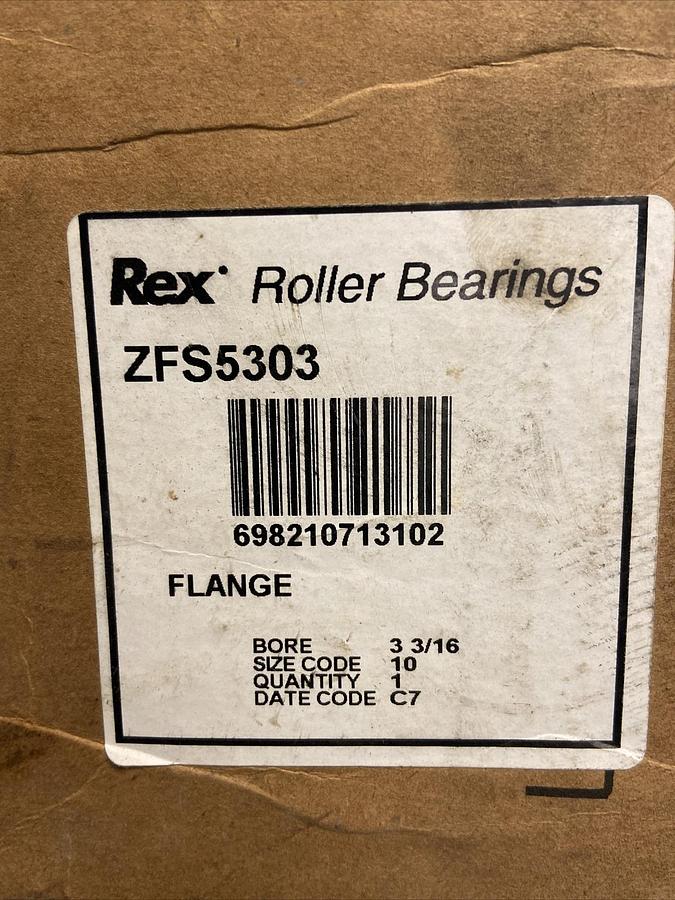 Rex Roller Bearings
ZFS5303
698210713102
FLANGE
BORE 3 3/16
SIZE CODE 10
QUANTITY 1
DATE CODE C7